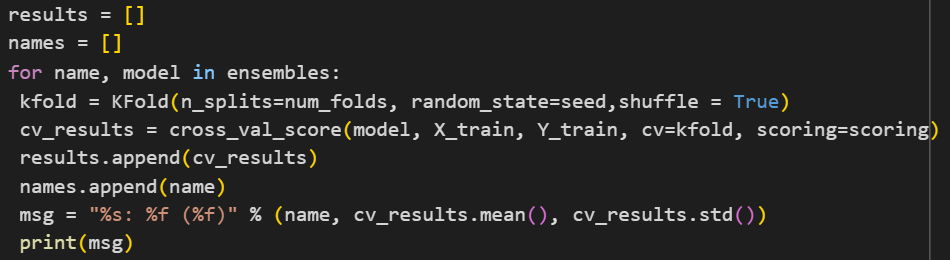 results = []
names = []
for name, model in ensembles:
 kfold = KFold(n_splits=num_folds, random_state=seed,shuffle = True)
 cv_results = cross_val_score(model, X_train, Y_train, cv=kfold, scoring=scoring)
 results.append(cv_results)
 names.append(name)
 msg = "%s: %f (%f)" % (name, cv_results.mean(), cv_results.std())
 print(msg)